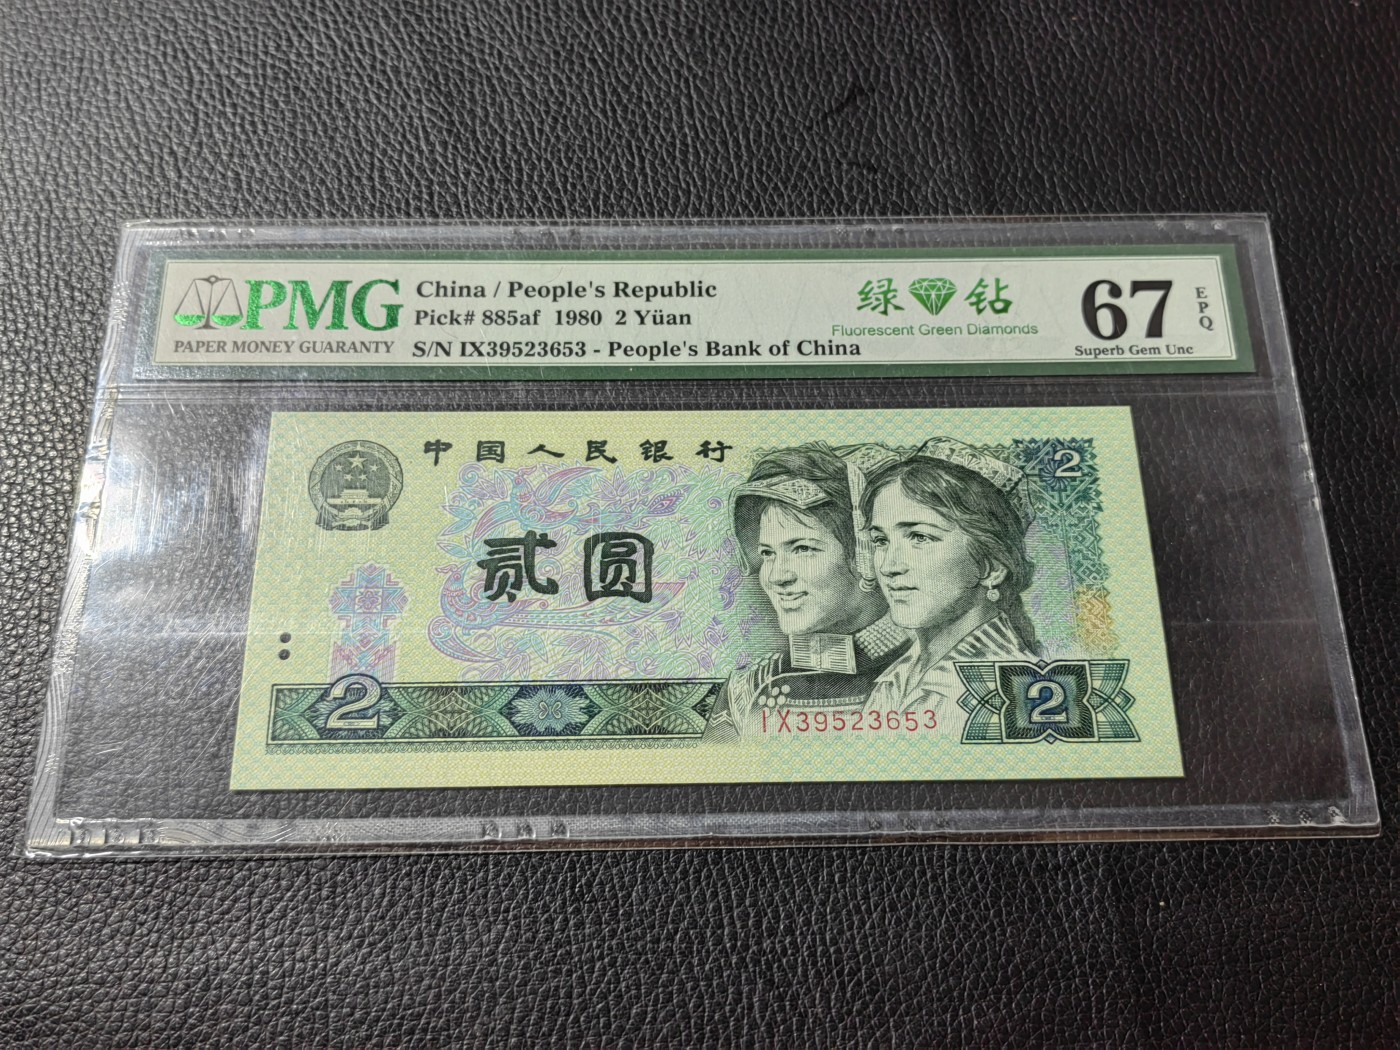 PMG
PAPER MONEY GUARANTY
China / People's Republic
Pick# 885af 1980 2 Yüan
S/N IX39523653 - People's Bank of China
绿 钻
Fluorescent Green Diamonds
67
EPQ
Superb Gem Unc
中国人民银行
2
贰圆
2
IX39523653
2